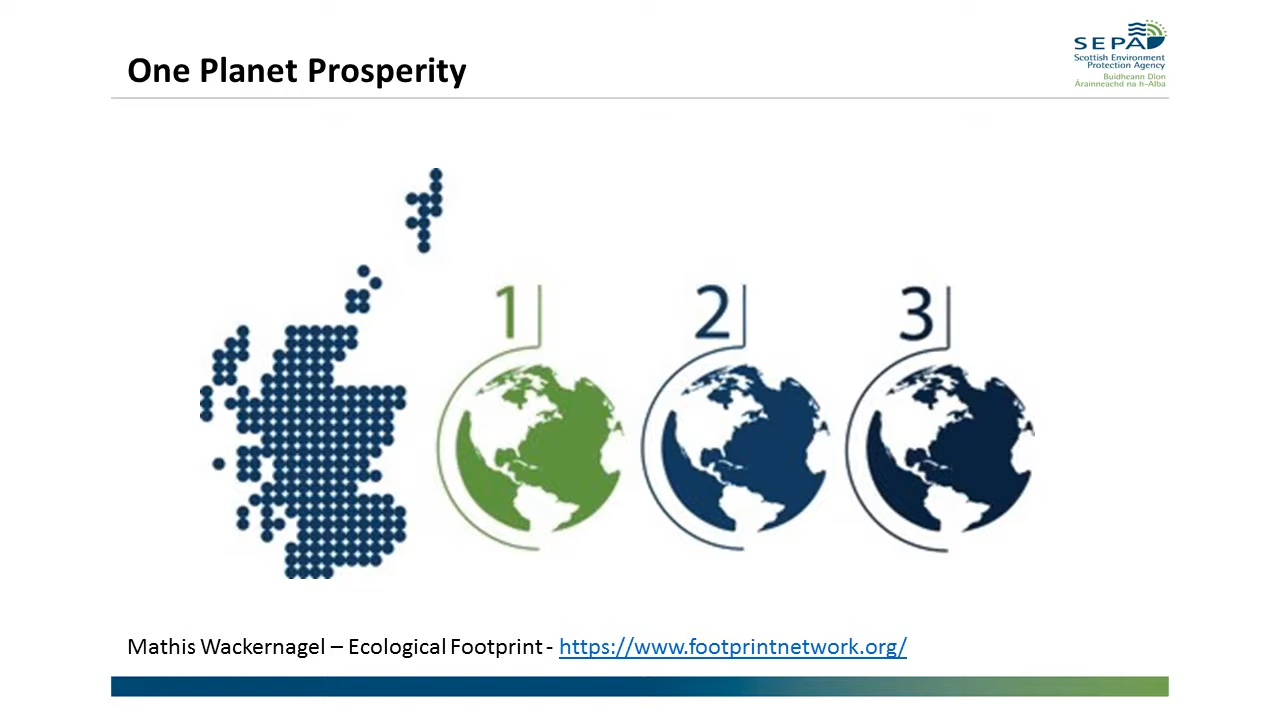 One Planet Prosperity
SEPA
Scottish Environment
Protection Agency
Buidheann Dìon
Àrainneachd na h-Alba
1
2
3
Mathis Wackernagel – Ecological Footprint - https://www.footprintnetwork.org/